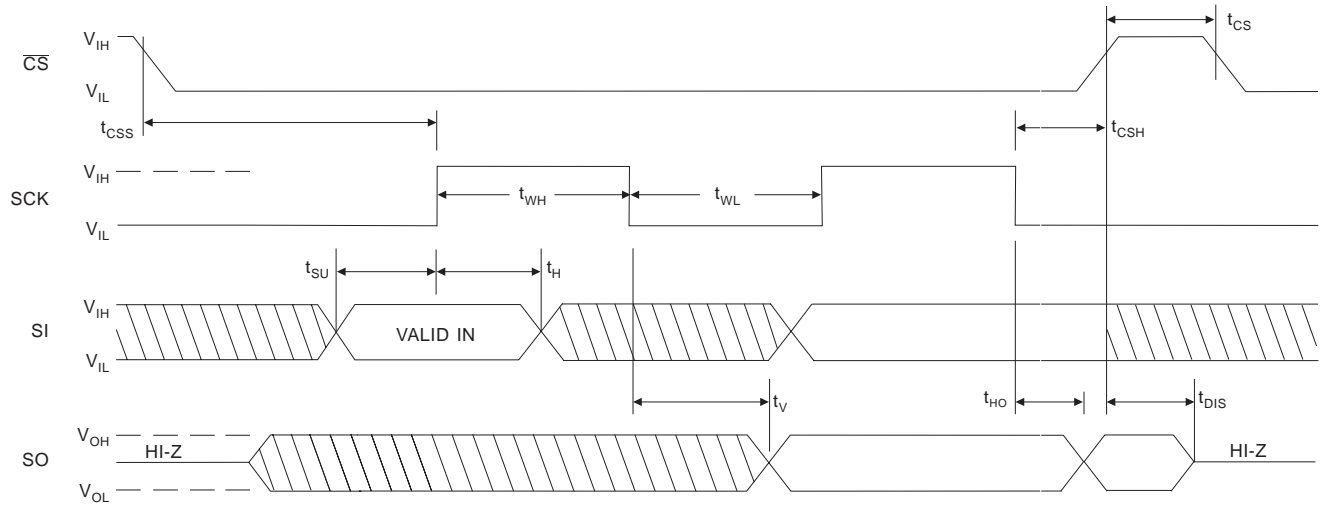 t_CS
V_IH
C̅S̅
V_IL
t_CSS
t_CSH
V_IH
SCK
t_WH
t_WL
V_IL
t_SU
t_H
V_IH
SI
VALID IN
V_IL
t_V
t_HO
t_DIS
V_OH
SO
HI-Z
HI-Z
V_OL